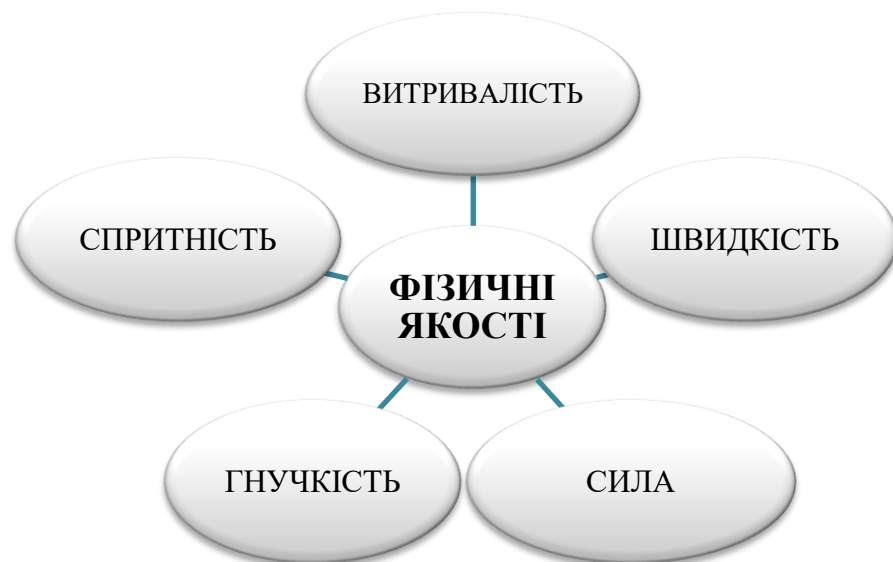 ВИТРИВАЛІСТЬ
СПРИТНІСТЬ
ШВИДКІСТЬ
ФІЗИЧНІ
ЯКОСТІ
ГНУЧКІСТЬ
СИЛА